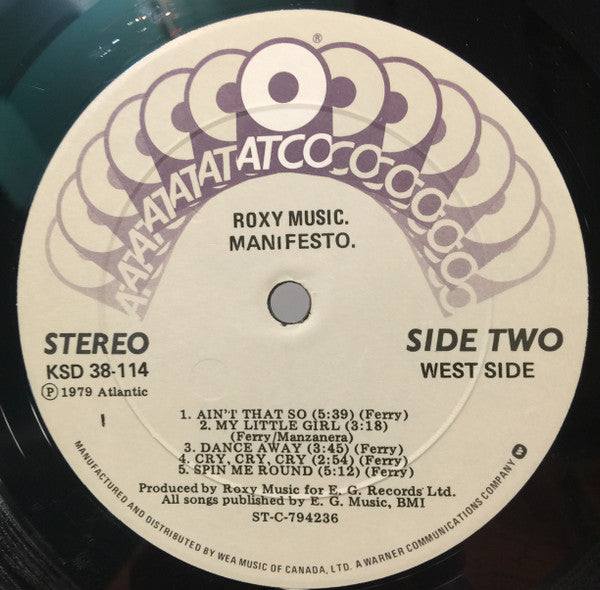 ®
ATATATATATATCOCOCOCOCOCO
ROXY MUSIC.
MANIFESTO.
STEREO
KSD 38-114
Ⓟ 1979 Atlantic
SIDE TWO
WEST SIDE
1. AIN'T THAT SO (5:39) (Ferry)
2. MY LITTLE GIRL (3:18)
(Ferry/Manzanera)
3. DANCE AWAY (3:45) (Ferry)
4. CRY, CRY, CRY (2:54) (Ferry)
5. SPIN ME ROUND (5:12) (Ferry)
Produced by Roxy Music for E. G. Records Ltd.
All songs published by E. G. Music, BMI
ST-C-794236
MANUFACTURED AND DISTRIBUTED BY WEA MUSIC OF CANADA, LTD. A WARNER COMMUNICATIONS COMPANY